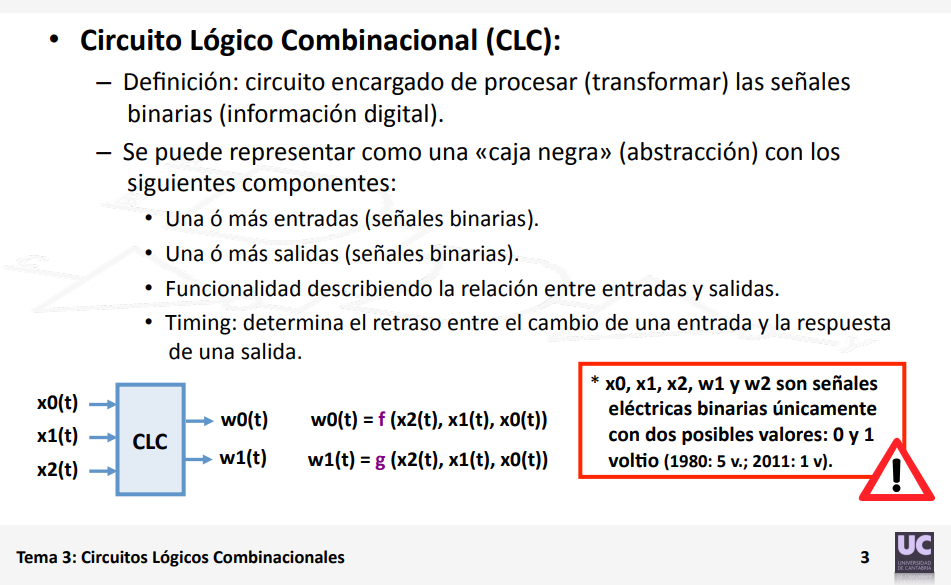 • Circuito Lógico Combinacional (CLC):
– Definición: circuito encargado de procesar (transformar) las señales
binarias (información digital).
– Se puede representar como una «caja negra» (abstracción) con los
siguientes componentes:
• Una ó más entradas (señales binarias).
• Una ó más salidas (señales binarias).
• Funcionalidad describiendo la relación entre entradas y salidas.
• Timing: determina el retraso entre el cambio de una entrada y la respuesta
de una salida.
x0(t)
x1(t)
x2(t)
CLC
w0(t)
w1(t)
w0(t) = f (x2(t), x1(t), x0(t))
w1(t) = g (x2(t), x1(t), x0(t))
* x0, x1, x2, w1 y w2 son señales
eléctricas binarias únicamente
con dos posibles valores: 0 y 1
voltio (1980: 5 v.; 2011: 1 v).
!
Tema 3: Circuitos Lógicos Combinacionales
3
UC
UNIVERSIDAD
DE CANTABRIA